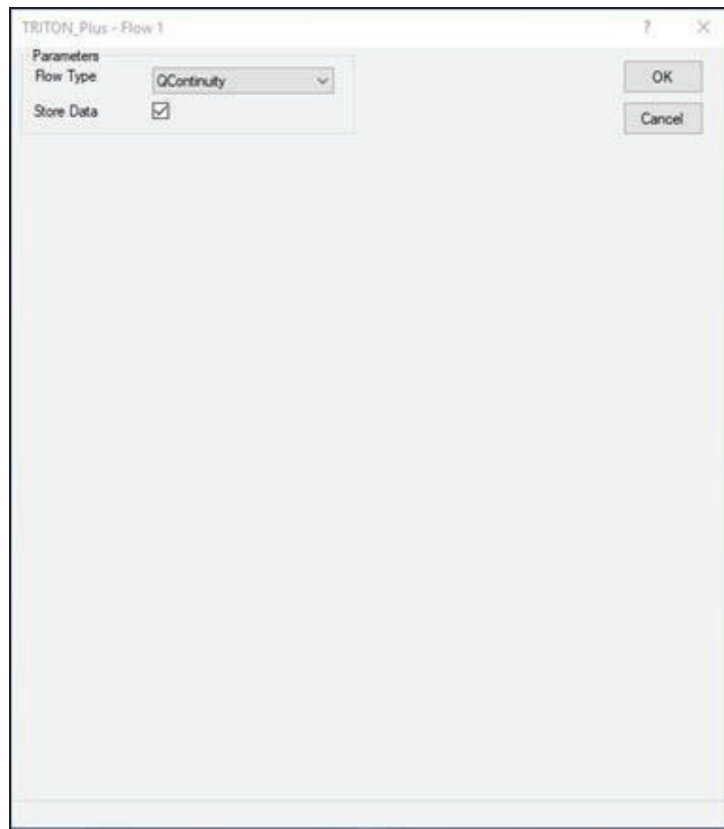 TRITON_Plus - Flow 1 ? ×
Parameters
Flow Type QContinuity
Store Data
OK
Cancel